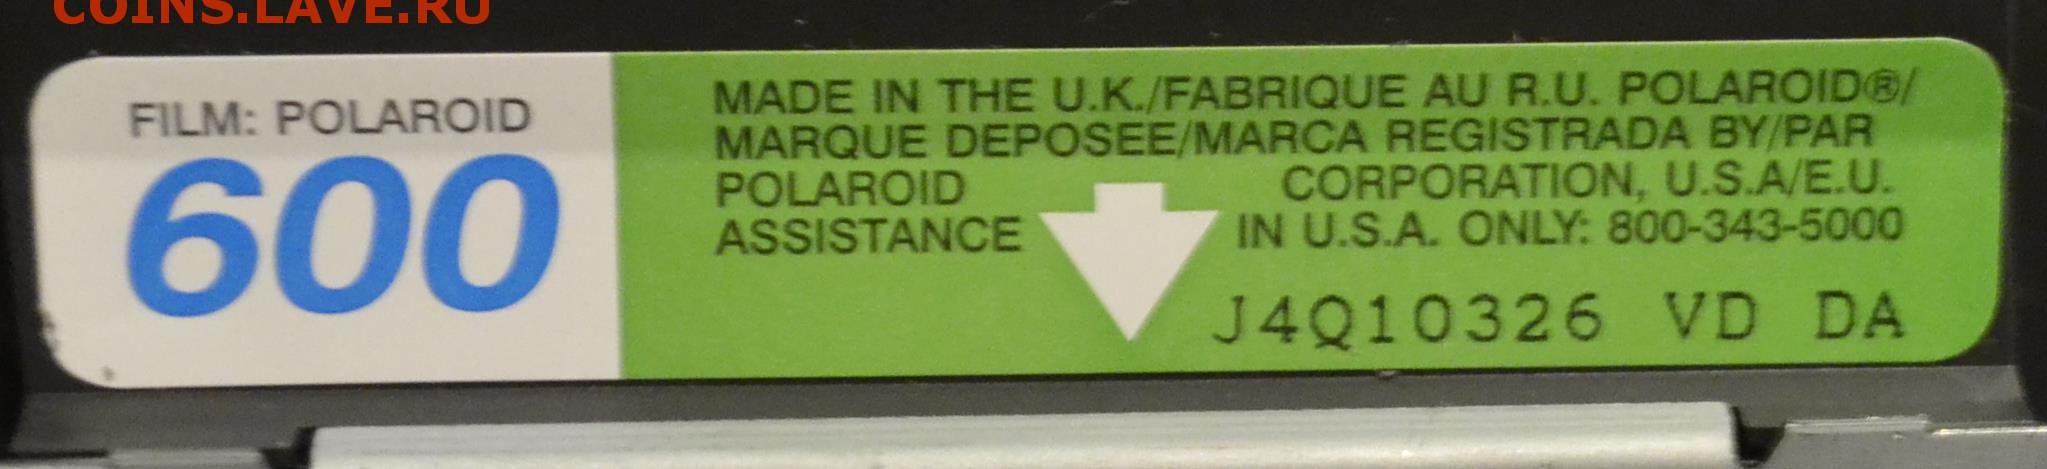 COINS.LAVE.RU
FILM: POLAROID
600
MADE IN THE U.K./FABRIQUE AU R.U. POLAROID®/
MARQUE DEPOSEE/MARCA REGISTRADA BY/PAR
POLAROID CORPORATION, U.S.A/E.U.
ASSISTANCE IN U.S.A. ONLY: 800-343-5000
J4Q10326 VD DA